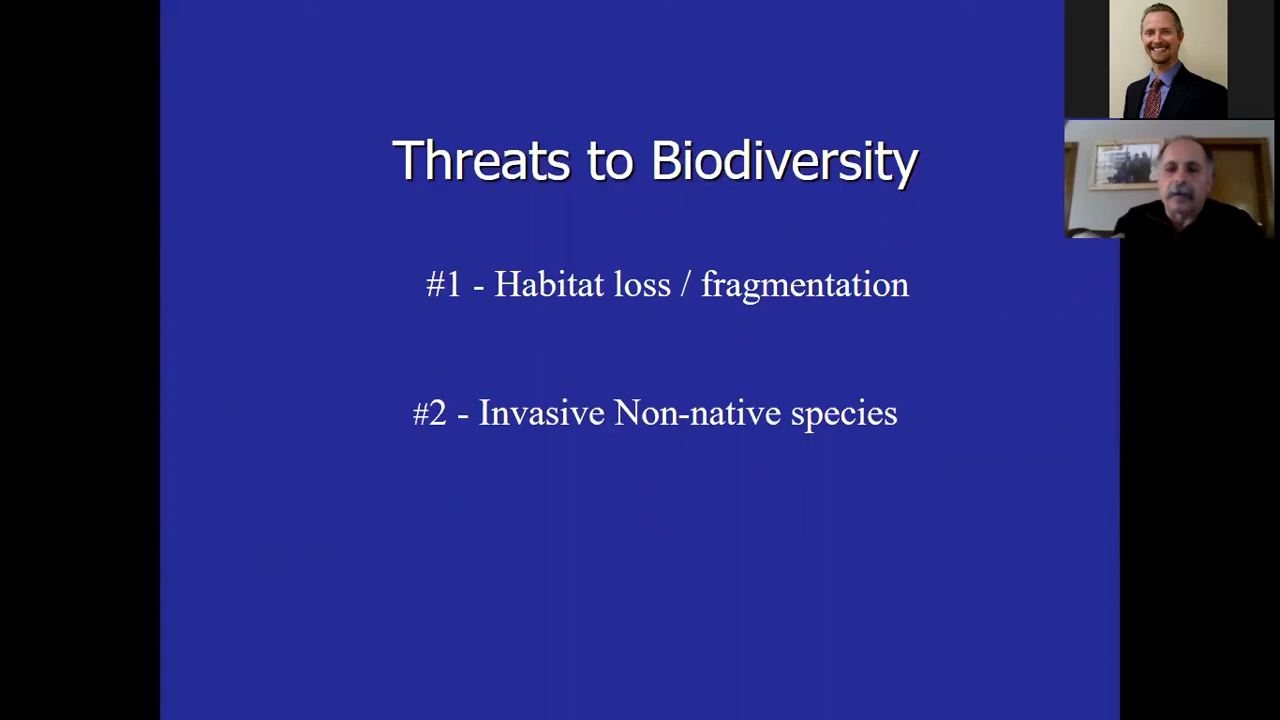 Threats to Biodiversity
#1 - Habitat loss / fragmentation
#2 - Invasive Non-native species